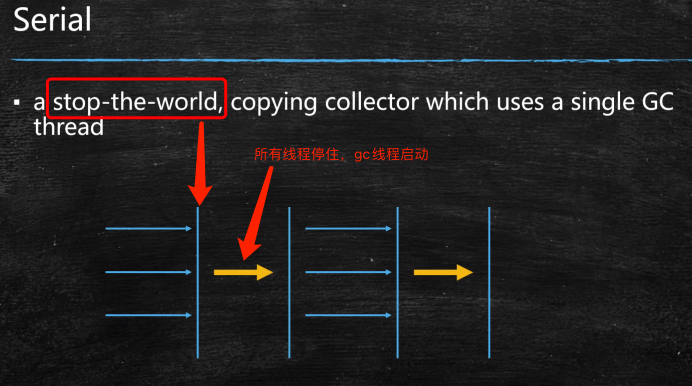 Serial
▪ a stop-the-world, copying collector which uses a single GC
thread
所有线程停住，gc线程启动